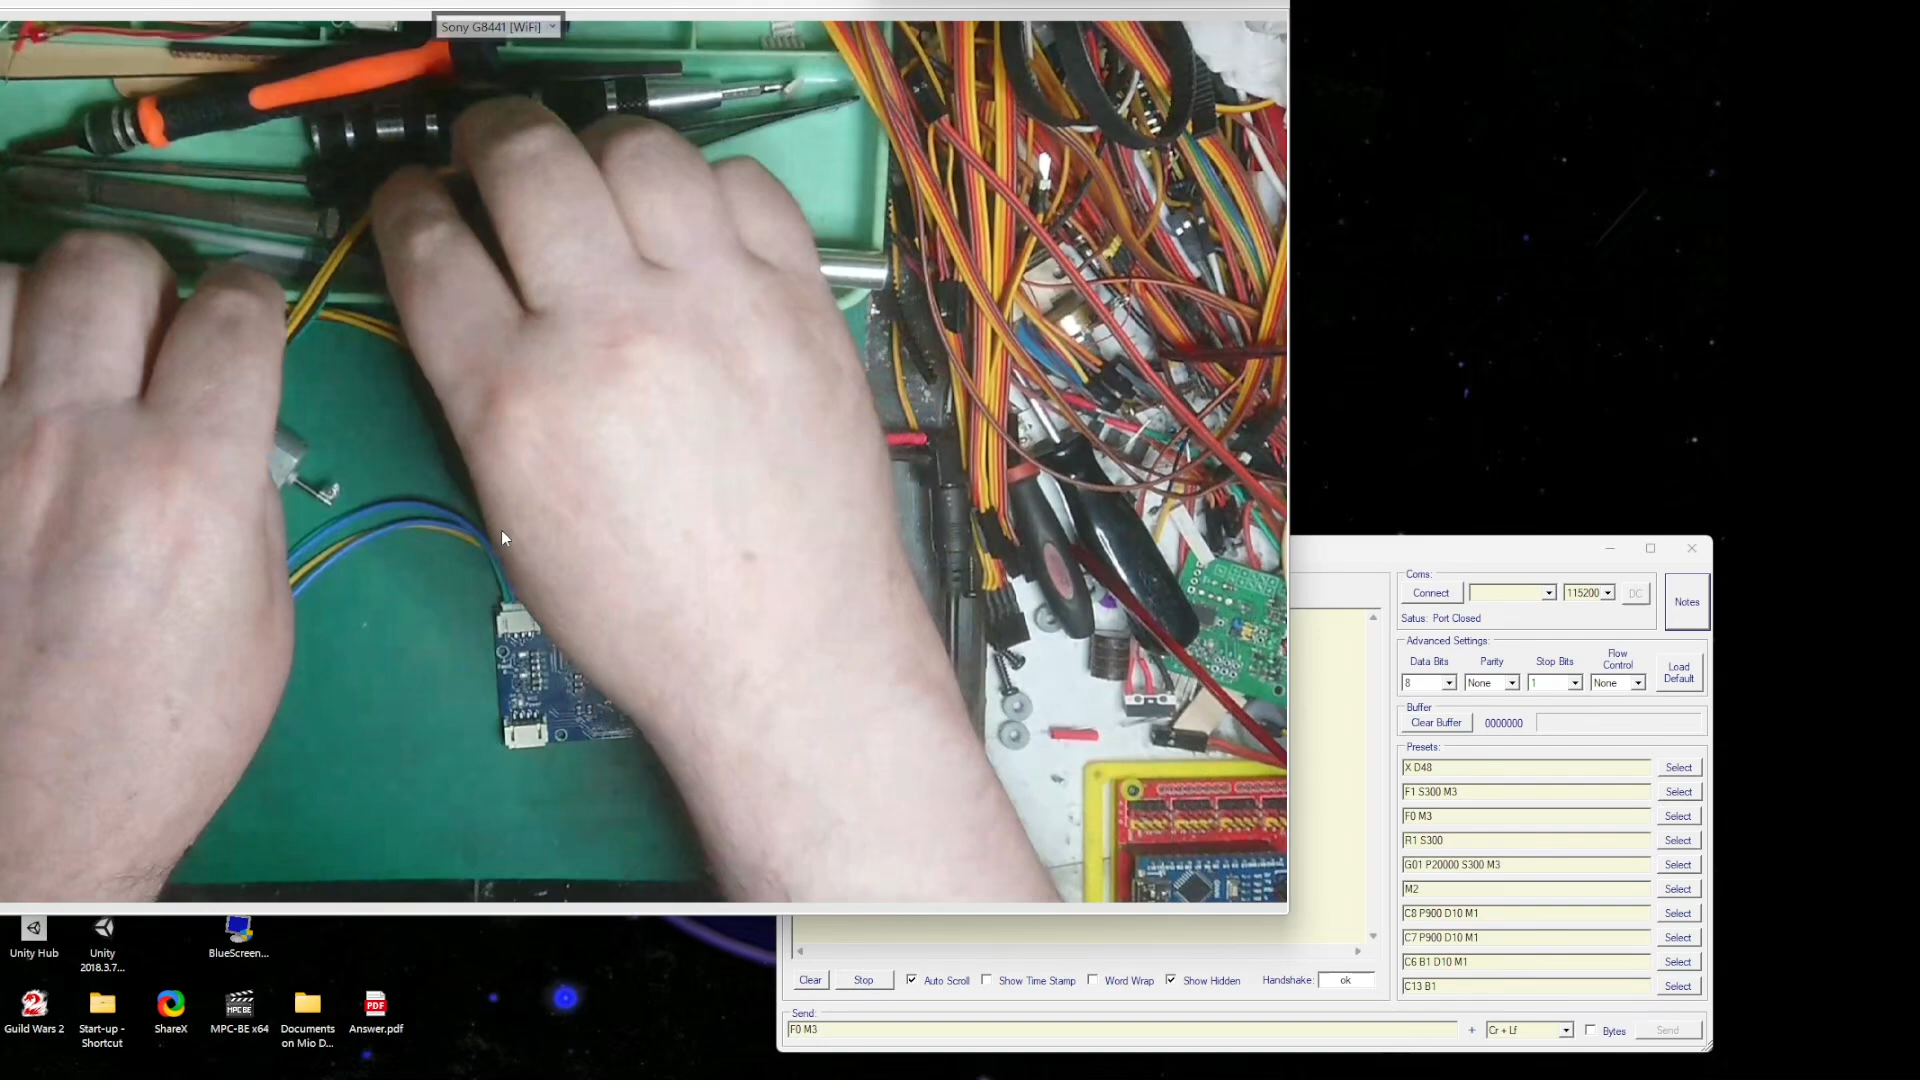 Sony G8441 [WiFi]
Coms:
Connect
115200
DC
Notes
Satus: Port Closed
Advanced Settings:
Data Bits
Parity
Stop Bits
Flow
Control
8
None
1
None
Load
Default
Buffer
Clear Buffer
0000000
Presets:
X D48
Select
F1 S300 M3
Select
F0 M3
Select
R1 S300
Select
G01 P20000 S300 M3
Select
M2
Select
C8 P900 D10 M1
Select
C7 P900 D10 M1
Select
C6 B1 D10 M1
Select
C13 B1
Select
Clear
Stop
Auto Scroll
Show Time Stamp
Word Wrap
Show Hidden
Handshake:
ok
Send:
F0 M3
+
Cr + Lf
Bytes
Send
Unity Hub
Unity
2018.3.7...
BlueScreen...
Guild Wars 2
Start-up -
Shortcut
ShareX
MPC-BE x64
Documents
on Mio D...
Answer.pdf
MPC BE
PDF